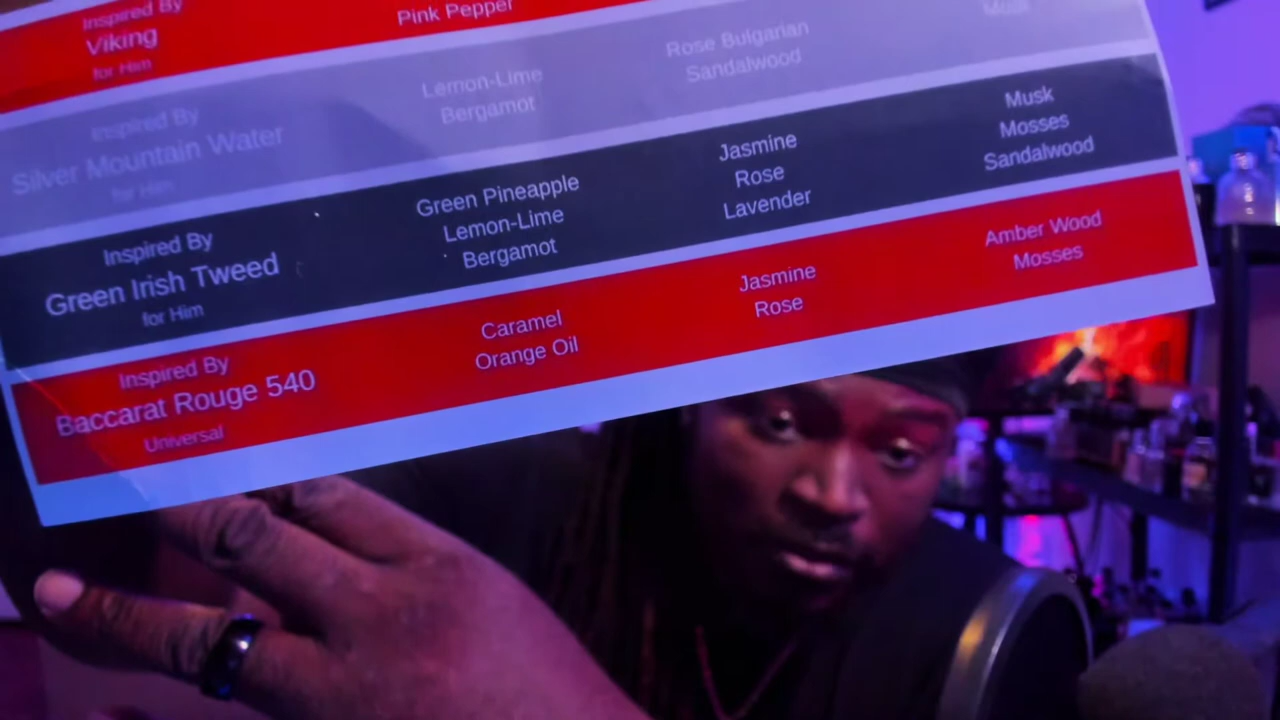 Inspired By
Viking
for Him
Pink Pepper
Inspired By
Silver Mountain Water
for Him
Lemon-Lime
Bergamot
Rose Bulgarian
Sandalwood
Musk
Inspired By
Green Irish Tweed
for Him
Green Pineapple
Lemon-Lime
Bergamot
Jasmine
Rose
Lavender
Musk
Mosses
Sandalwood
Inspired By
Baccarat Rouge 540
Universal
Caramel
Orange Oil
Jasmine
Rose
Amber Wood
Mosses